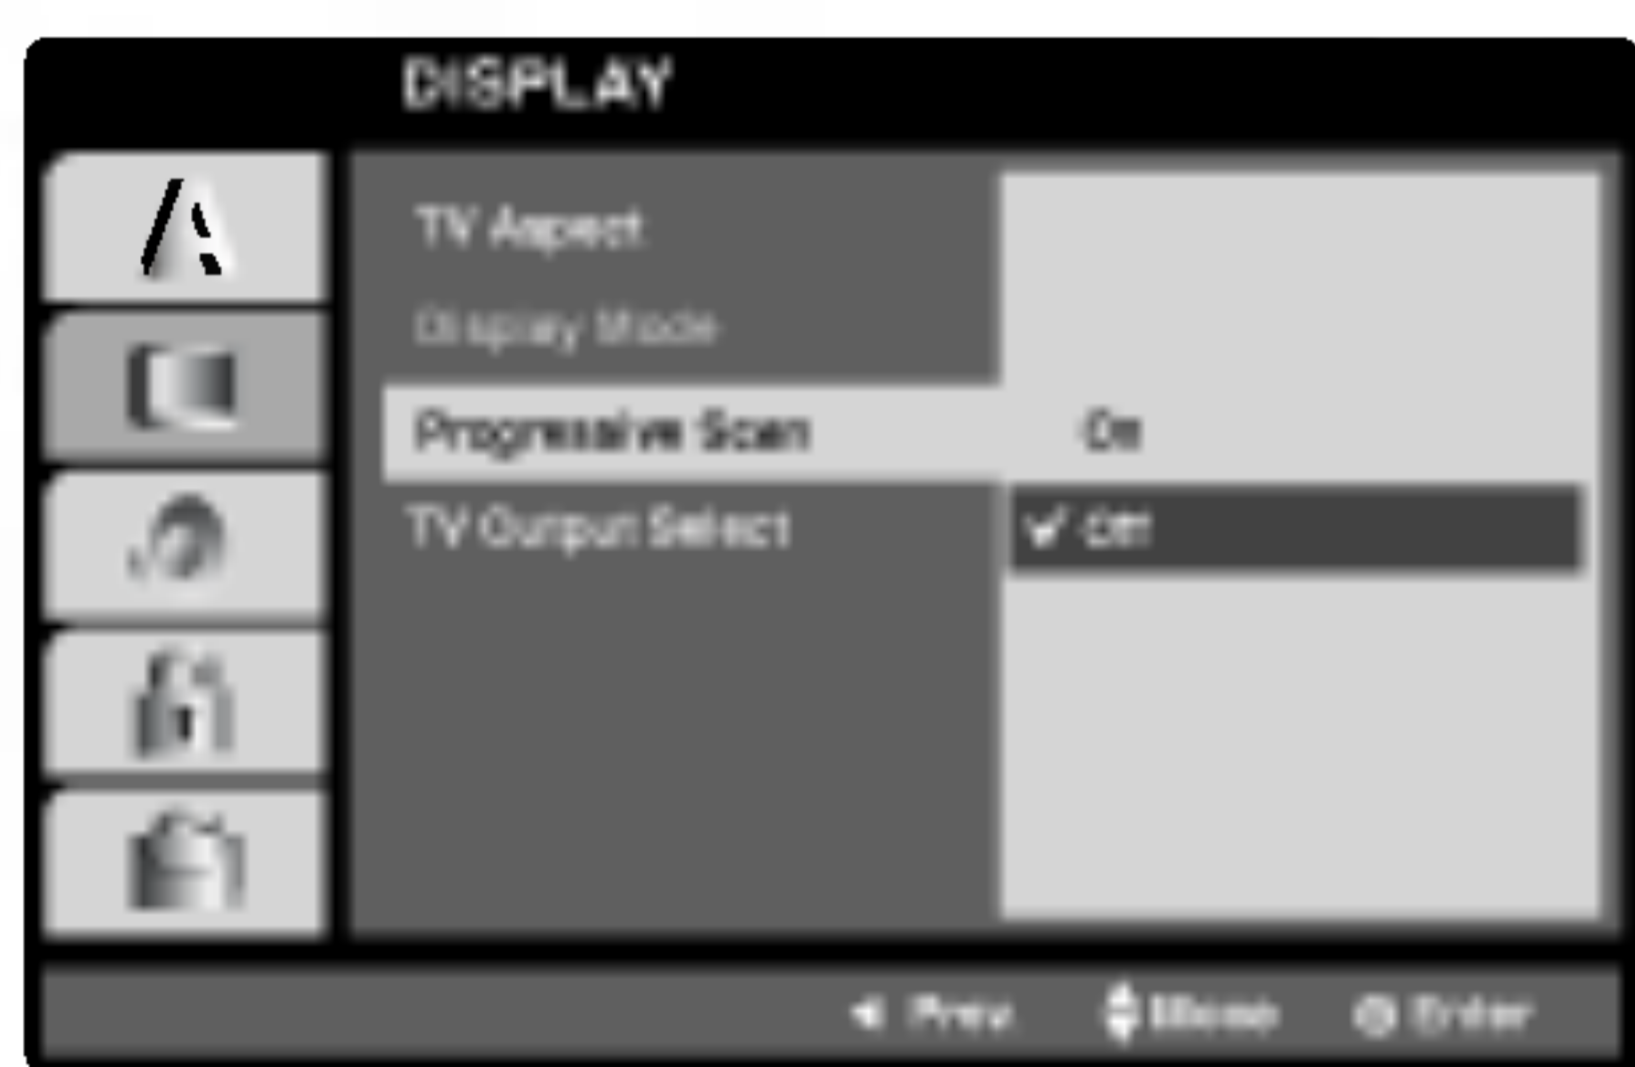 DISPLAY
TV Aspect
Display Mode
Progressive Scan On
TV Output Select ✔ Off
◀ Prev. Move Enter